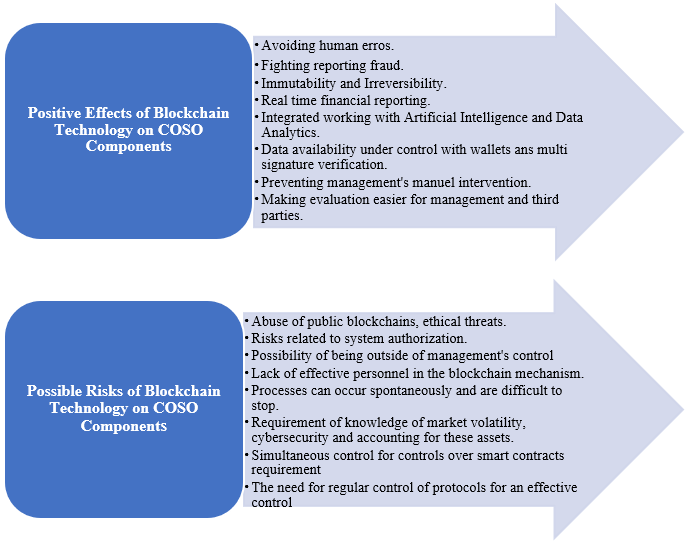 Positive Effects of Blockchain
Technology on COSO
Components
•Avoiding human erros.
•Fighting reporting fraud.
•Immutability and Irreversibility.
•Real time financial reporting.
•Integrated working with Artificial Intelligence and Data
Analytics.
•Data availability under control with wallets ans multi
signature verification.
•Preventing management's manuel intervention.
•Making evaluation easier for management and third
parties.
Possible Risks of Blockchain
Technology on COSO
Components
•Abuse of public blockchains, ethical threats.
•Risks related to system authorization.
•Possibility of being outside of management's control
•Lack of effective personnel in the blockchain mechanism.
•Processes can occur spontaneously and are difficult to
stop.
•Requirement of knowledge of market volatility,
cybersecurity and accounting for these assets.
•Simultaneous control for controls over smart contracts
requirement
•The need for regular control of protocols for an effective
control